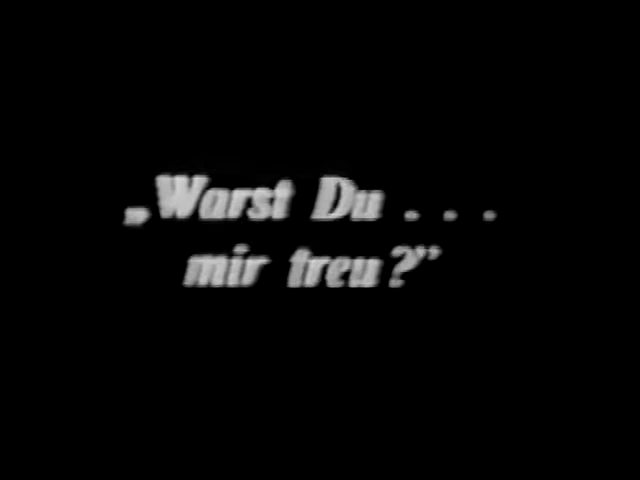 „Warst Du . . .
mir treu?”